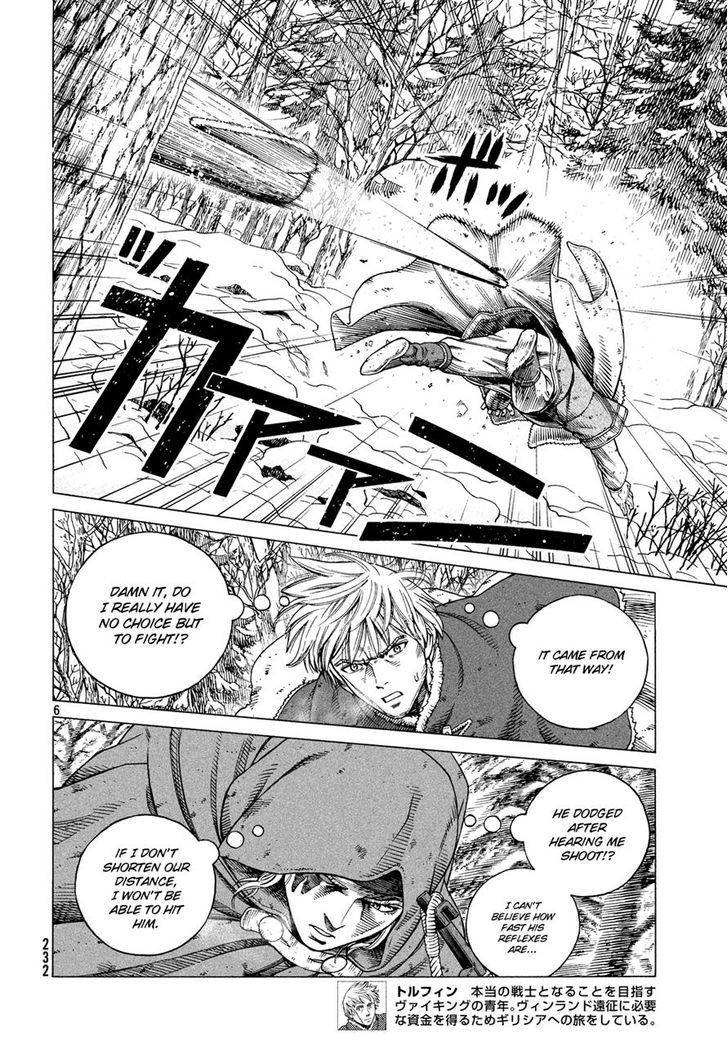 ボッ
ッカアアァン
IT CAME FROM
THAT WAY!
DAMN IT, DO
I REALLY HAVE
NO CHOICE BUT
TO FIGHT!?
6
HE DODGED
AFTER
HEARING ME
SHOOT!?
I CAN'T
BELIEVE HOW
FAST HIS
REFLEXES
ARE...
IF I DON'T
SHORTEN OUR
DISTANCE,
I WON'T BE
ABLE TO HIT
HIM.
232
トルフィン 本当の戦士となることを目指す
ヴァイキングの青年。ヴィンランド遠征に必要
な資金を得るためギリシアへの旅をしている。